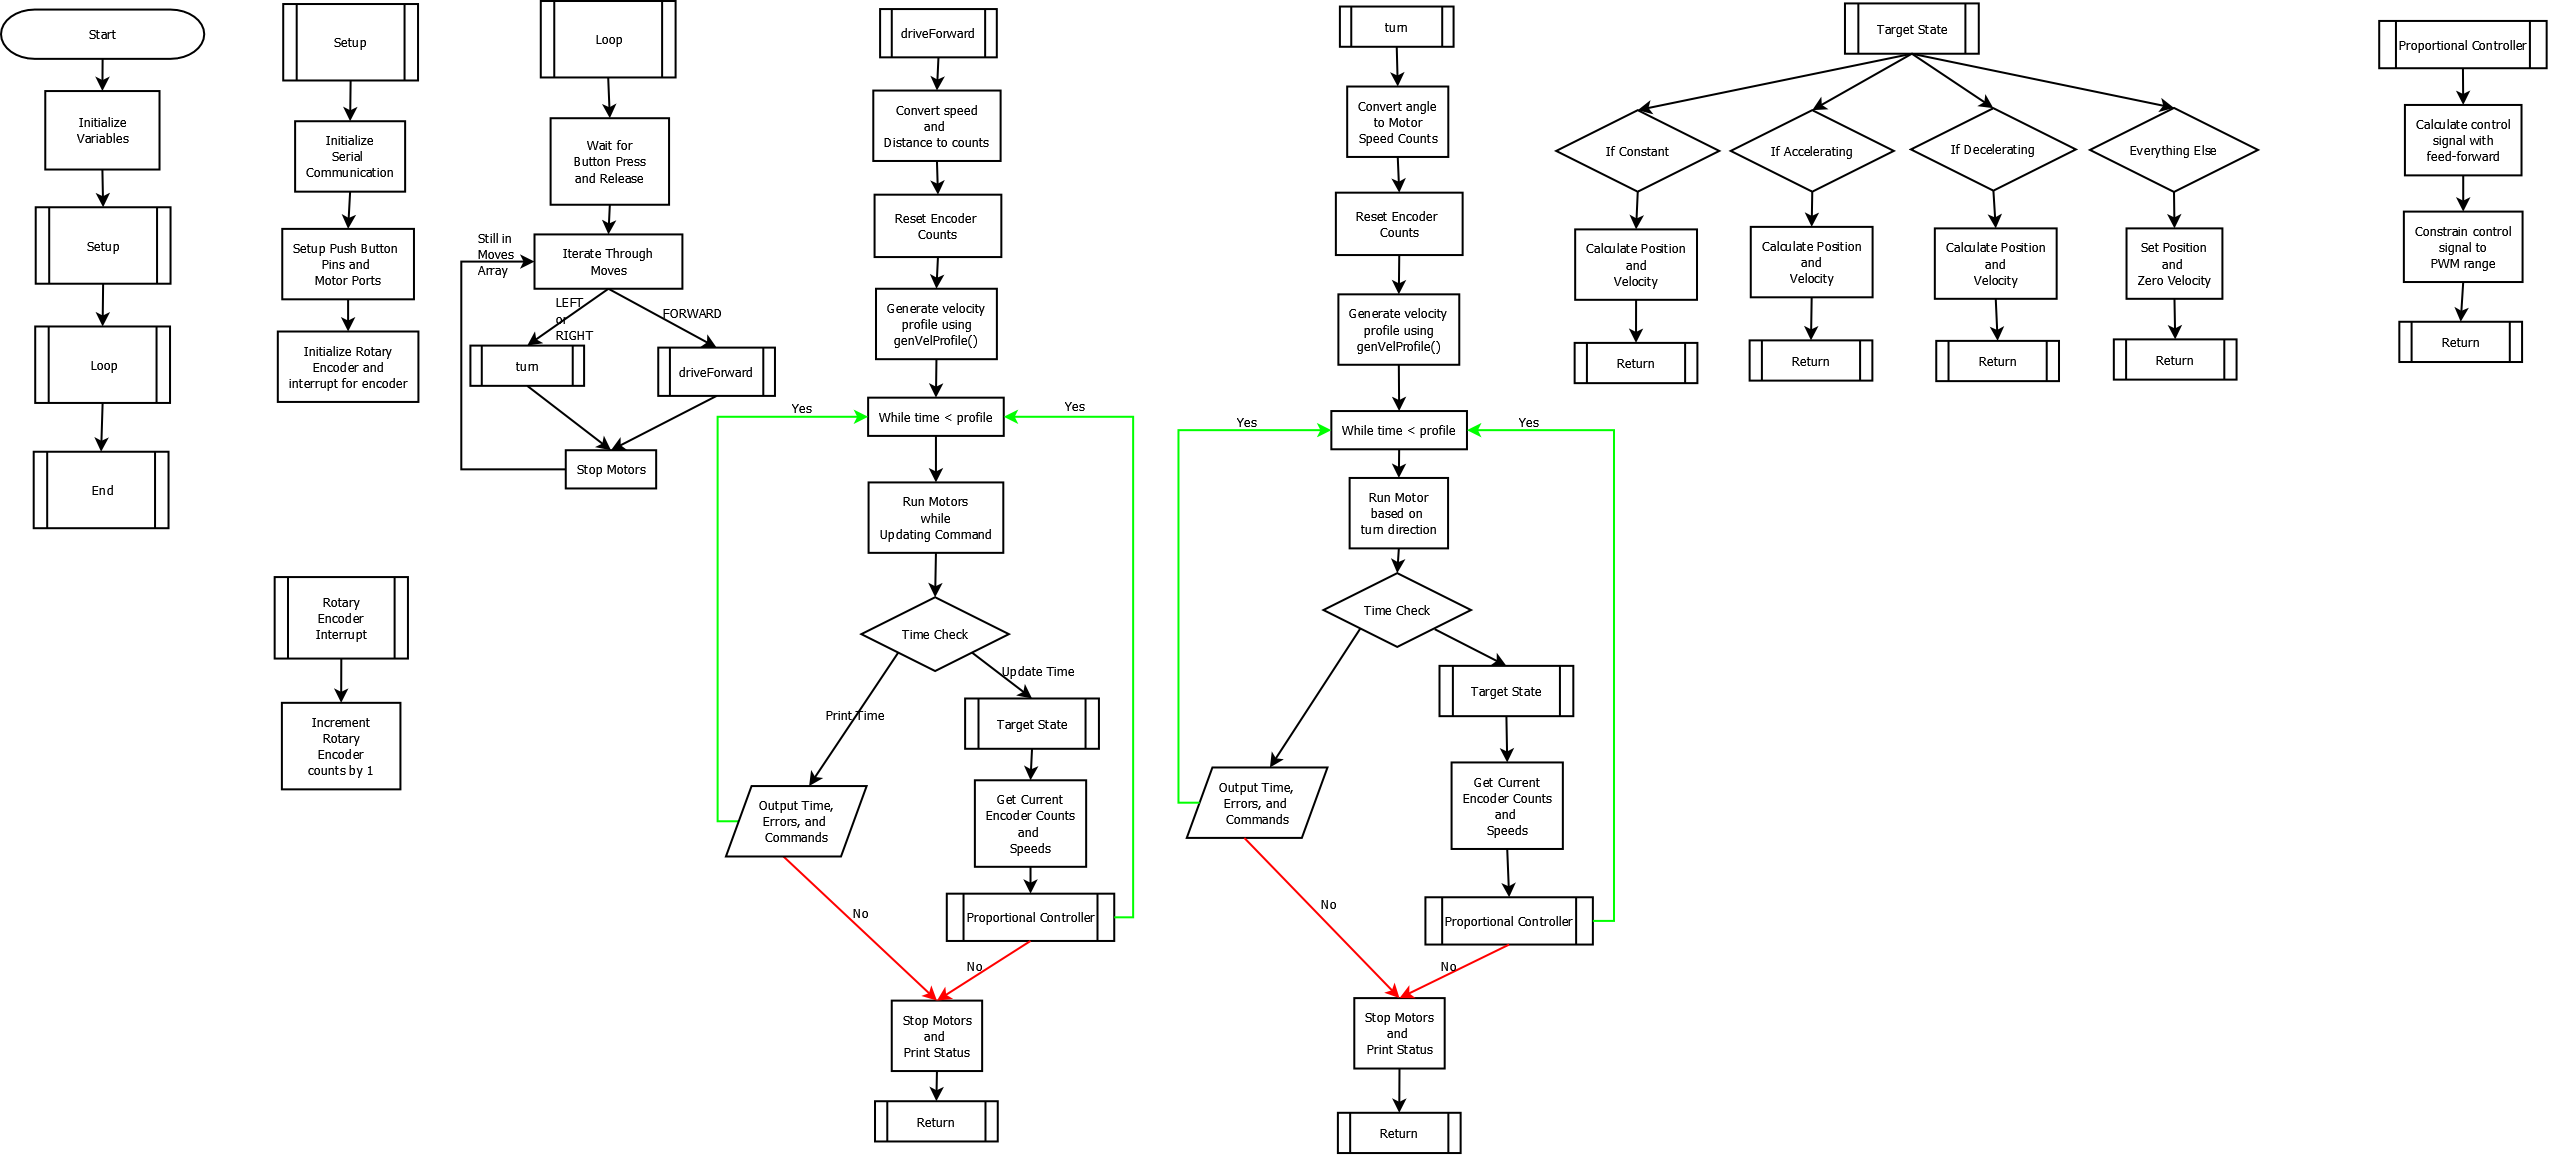 Start
Initialize
Variables
Setup
Loop
End
Setup
Initialize
Serial
Communication
Setup Push Button
Pins and
Motor Ports
Initialize Rotary
Encoder and
interrupt for encoder
Rotary
Encoder
Interrupt
Increment
Rotary
Encoder
counts by 1
Loop
Wait for
Button Press
and Release
Still in
Moves
Array
Iterate Through
Moves
LEFT
or
RIGHT
FORWARD
turn
driveForward
Stop Motors
driveForward
Convert speed
and
Distance to counts
Reset Encoder
Counts
Generate velocity
profile using
genVelProfile()
Yes
While time < profile
Yes
Run Motors
while
Updating Command
Time Check
Update Time
Print Time
Target State
Output Time,
Errors, and
Commands
Get Current
Encoder Counts
and
Speeds
Proportional Controller
No
No
Stop Motors
and
Print Status
Return
turn
Convert angle
to Motor
Speed Counts
Reset Encoder
Counts
Generate velocity
profile using
genVelProfile()
Yes
While time < profile
Yes
Run Motor
based on
turn direction
Time Check
Target State
Output Time,
Errors, and
Commands
Get Current
Encoder Counts
and
Speeds
Proportional Controller
No
No
Stop Motors
and
Print Status
Return
Target State
If Constant
If Accelerating
If Decelerating
Everything Else
Calculate Position
and
Velocity
Calculate Position
and
Velocity
Calculate Position
and
Velocity
Set Position
and
Zero Velocity
Return
Return
Return
Return
Proportional Controller
Calculate control
signal with
feed-forward
Constrain control
signal to
PWM range
Return